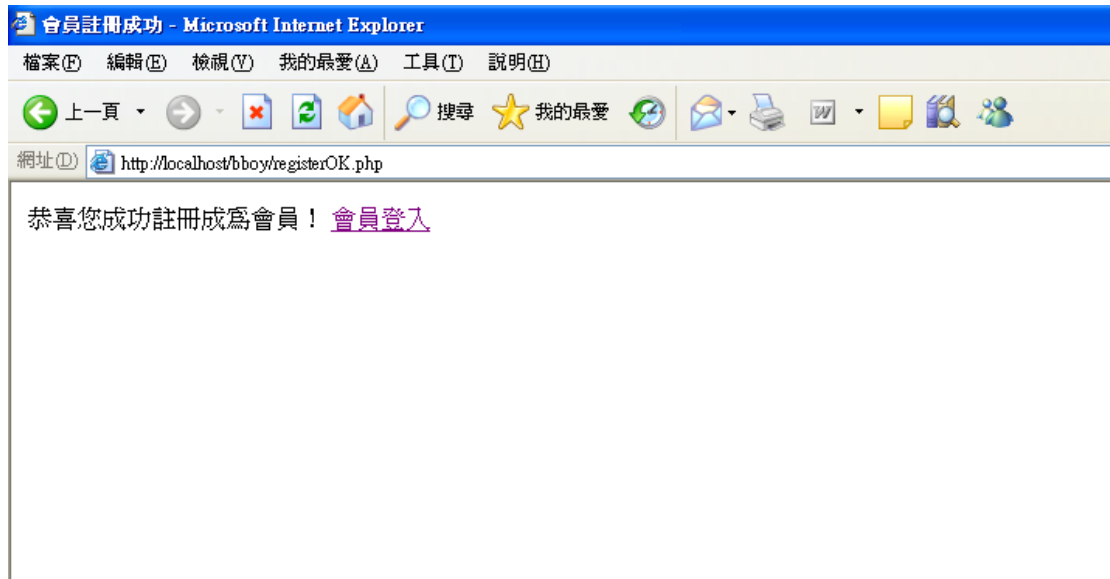 會員註冊成功 - Microsoft Internet Explorer
檔案(F) 編輯(E) 檢視(V) 我的最愛(A) 工具(T) 說明(H)
上一頁 搜尋 我的最愛 W
網址(D) http://localhost/bboy/registerOK.php
恭喜您成功註冊成為會員！ 會員登入